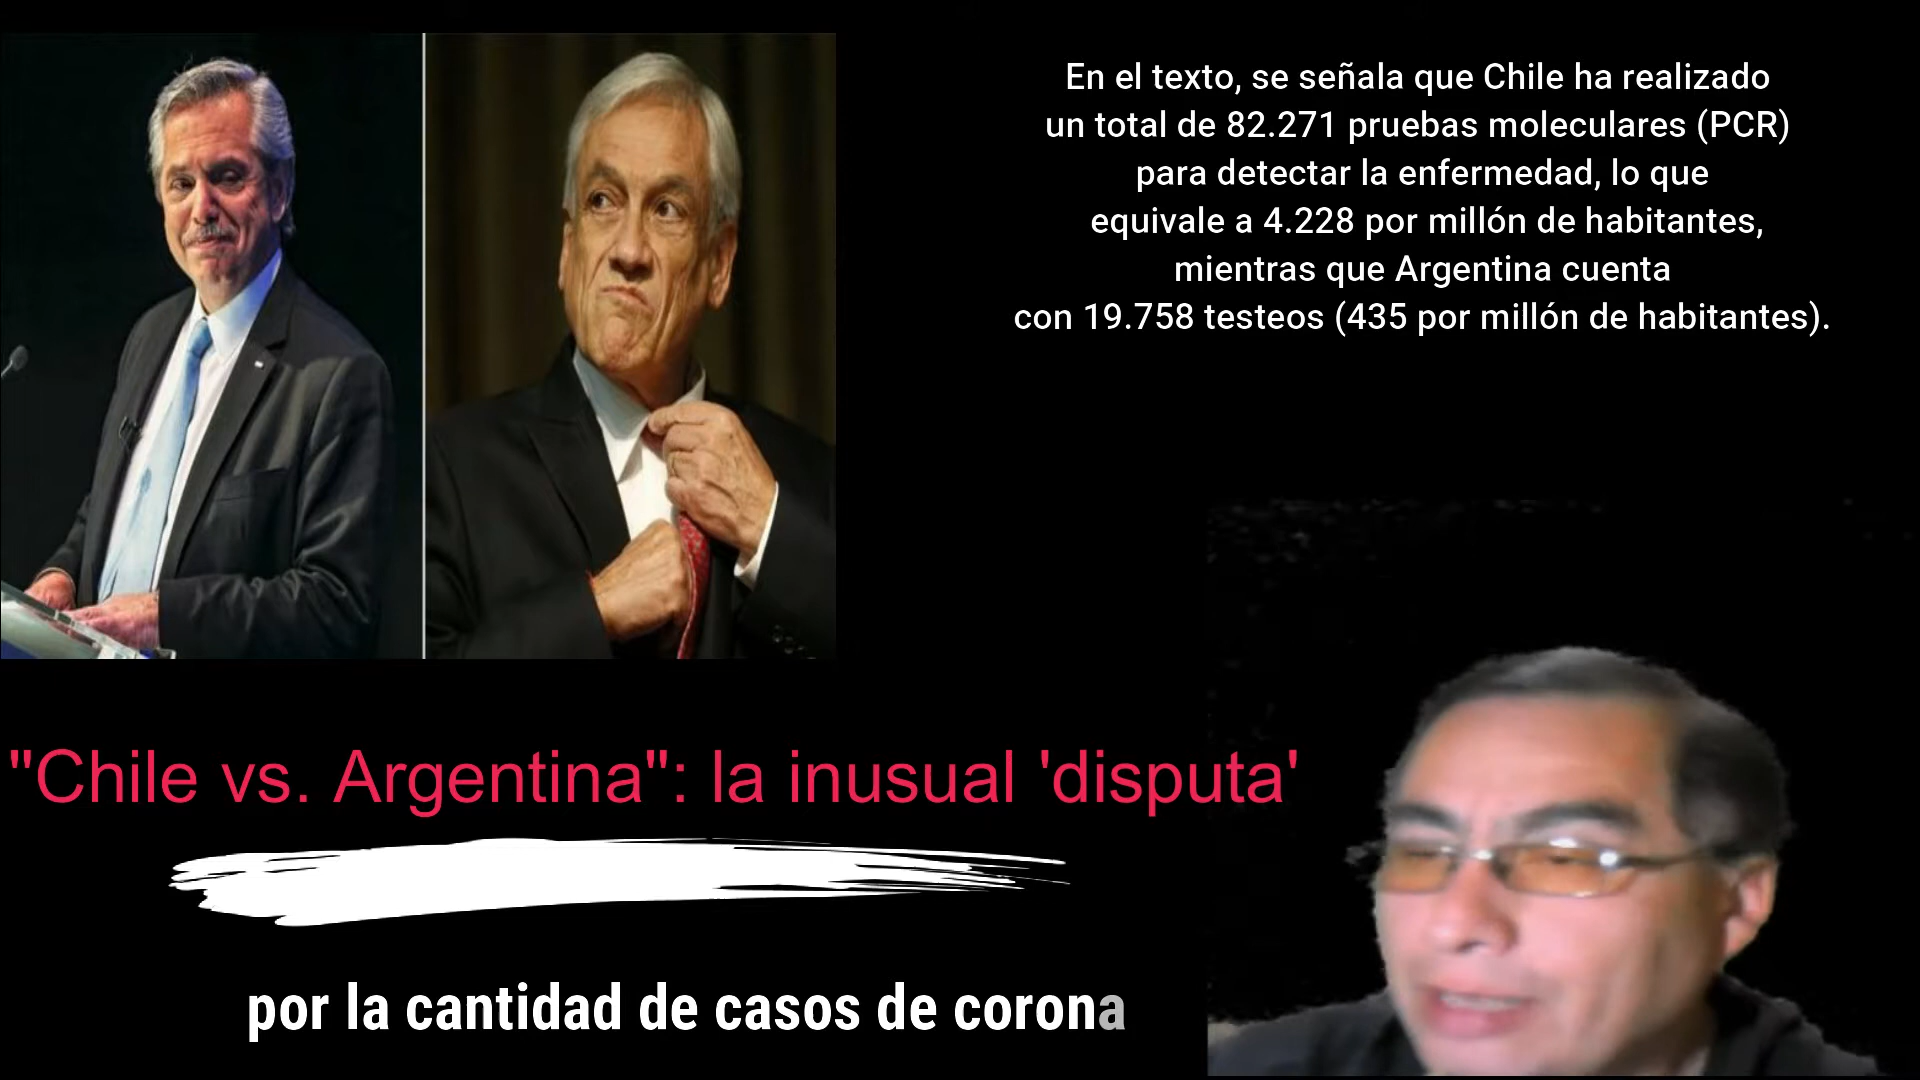 En el texto, se señala que Chile ha realizado
un total de 82.271 pruebas moleculares (PCR)
para detectar la enfermedad, lo que
equivale a 4.228 por millón de habitantes,
mientras que Argentina cuenta
con 19.758 testeos (435 por millón de habitantes).
"Chile vs. Argentina": la inusual 'disputa'
por la cantidad de casos de corona